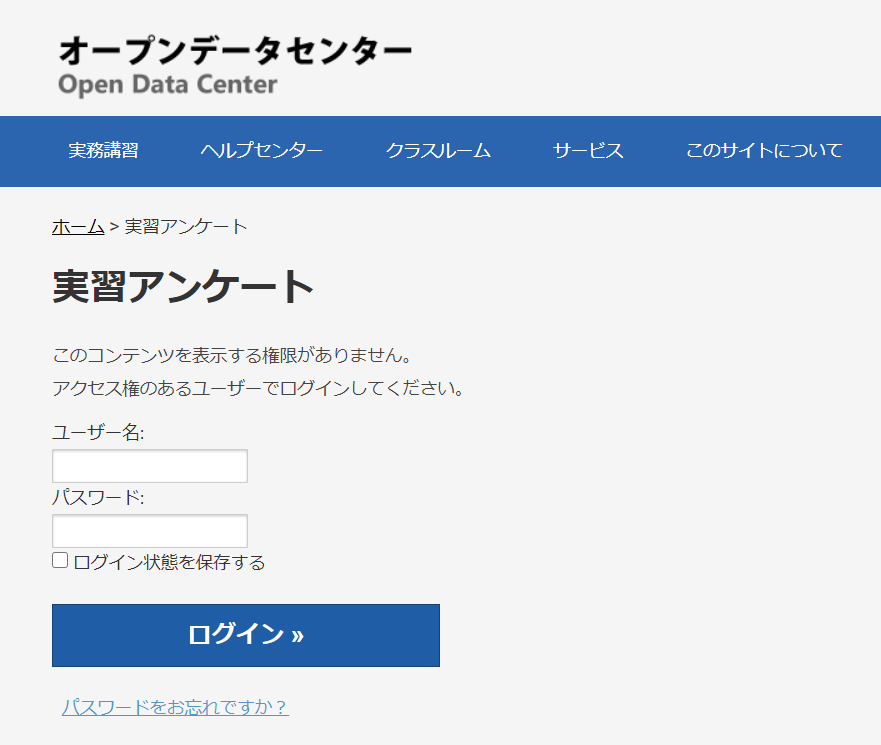 オープンデータセンター
Open Data Center
実務講習 ヘルプセンター クラスルーム サービス このサイトについて
ホーム > 実習アンケート
実習アンケート
このコンテンツを表示する権限がありません。
アクセス権のあるユーザーでログインしてください。
ユーザー名:
パスワード:
ログイン状態を保存する
ログイン »
パスワードをお忘れですか？